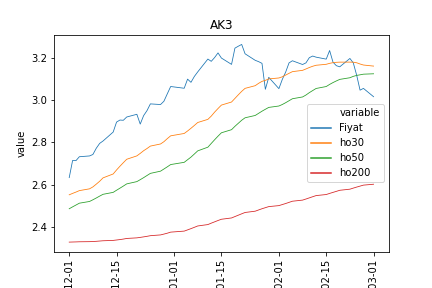 AK3
value
3.2
3.0
2.8
2.6
2.4
variable
Fiyat
ho30
ho50
ho200
12-01
12-15
01-01
01-15
02-01
02-15
03-01